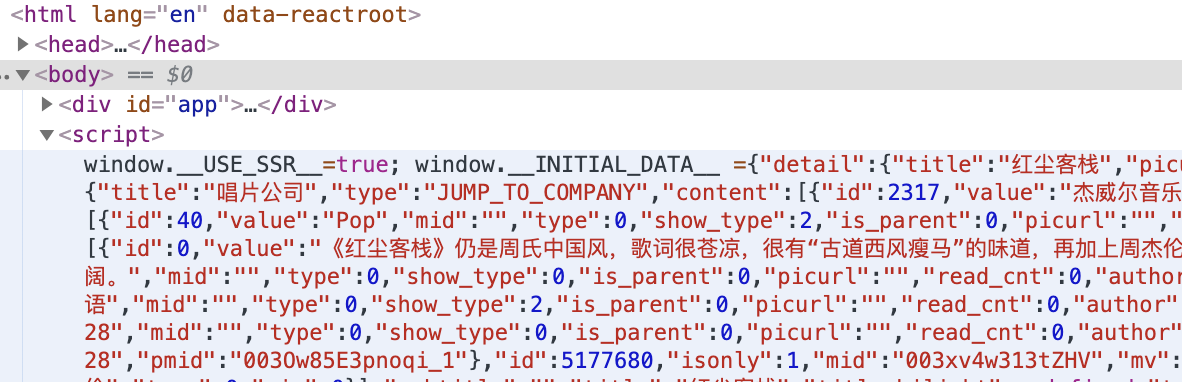 <html lang="en" data-reactroot>
▶<head>…</head>
▼<body> == $0
▶<div id="app">…</div>
▼<script>
window.__USE_SSR__=true; window.__INITIAL_DATA__ ={"detail":{"title":"红尘客栈","picu
{"title":"唱片公司","type":"JUMP_TO_COMPANY","content":[{"id":2317,"value":"杰威尔音乐
[{"id":40,"value":"Pop","mid":"","type":0,"show_type":2,"is_parent":0,"picurl":"","
[{"id":0,"value":"《红尘客栈》仍是周氏中国风，歌词很苍凉，很有“古道西风瘦马”的味道，再加上周杰伦
阔。","mid":"","type":0,"show_type":0,"is_parent":0,"picurl":"","read_cnt":0,"author
语","mid":"","type":0,"show_type":2,"is_parent":0,"picurl":"","read_cnt":0,"author"
28","mid":"","type":0,"show_type":0,"is_parent":0,"picurl":"","read_cnt":0,"author"
28","pmid":"003Ow85E3pnoqi_1"},"id":5177680,"isonly":1,"mid":"003xv4w313tZHV","mv":